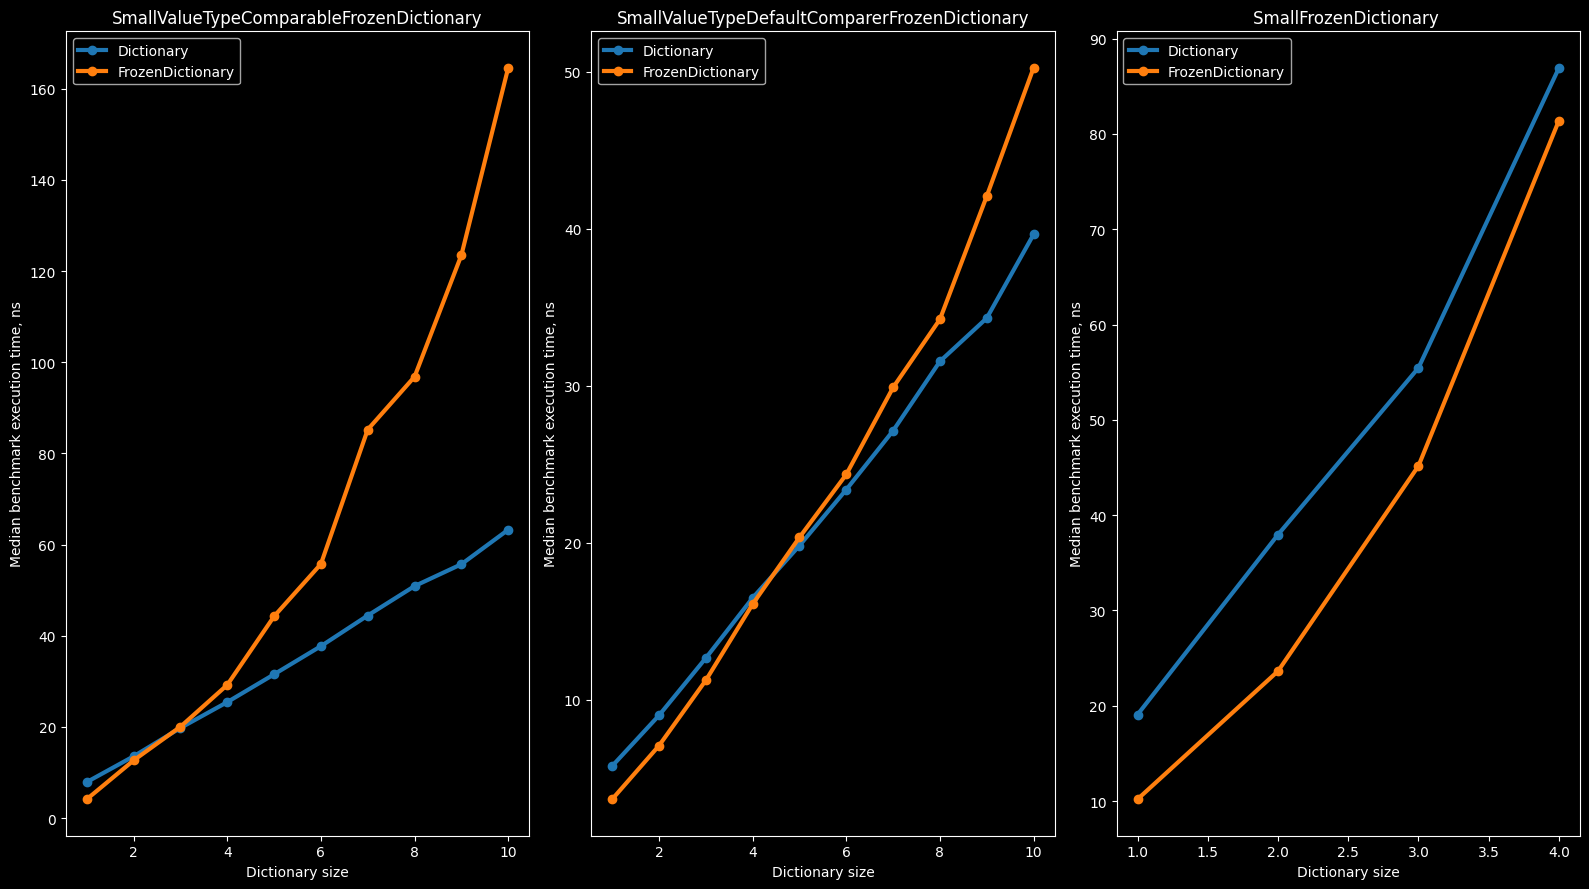 SmallValueTypeComparableFrozenDictionary
Dictionary
FrozenDictionary
160
140
120
100
80
60
40
20
0
Median benchmark execution time, ns
2 4 6 8 10
Dictionary size
SmallValueTypeDefaultComparerFrozenDictionary
Dictionary
FrozenDictionary
50
40
30
20
10
Median benchmark execution time, ns
2 4 6 8 10
Dictionary size
SmallFrozenDictionary
Dictionary
FrozenDictionary
90
80
70
60
50
40
30
20
10
Median benchmark execution time, ns
1.0 1.5 2.0 2.5 3.0 3.5 4.0
Dictionary size